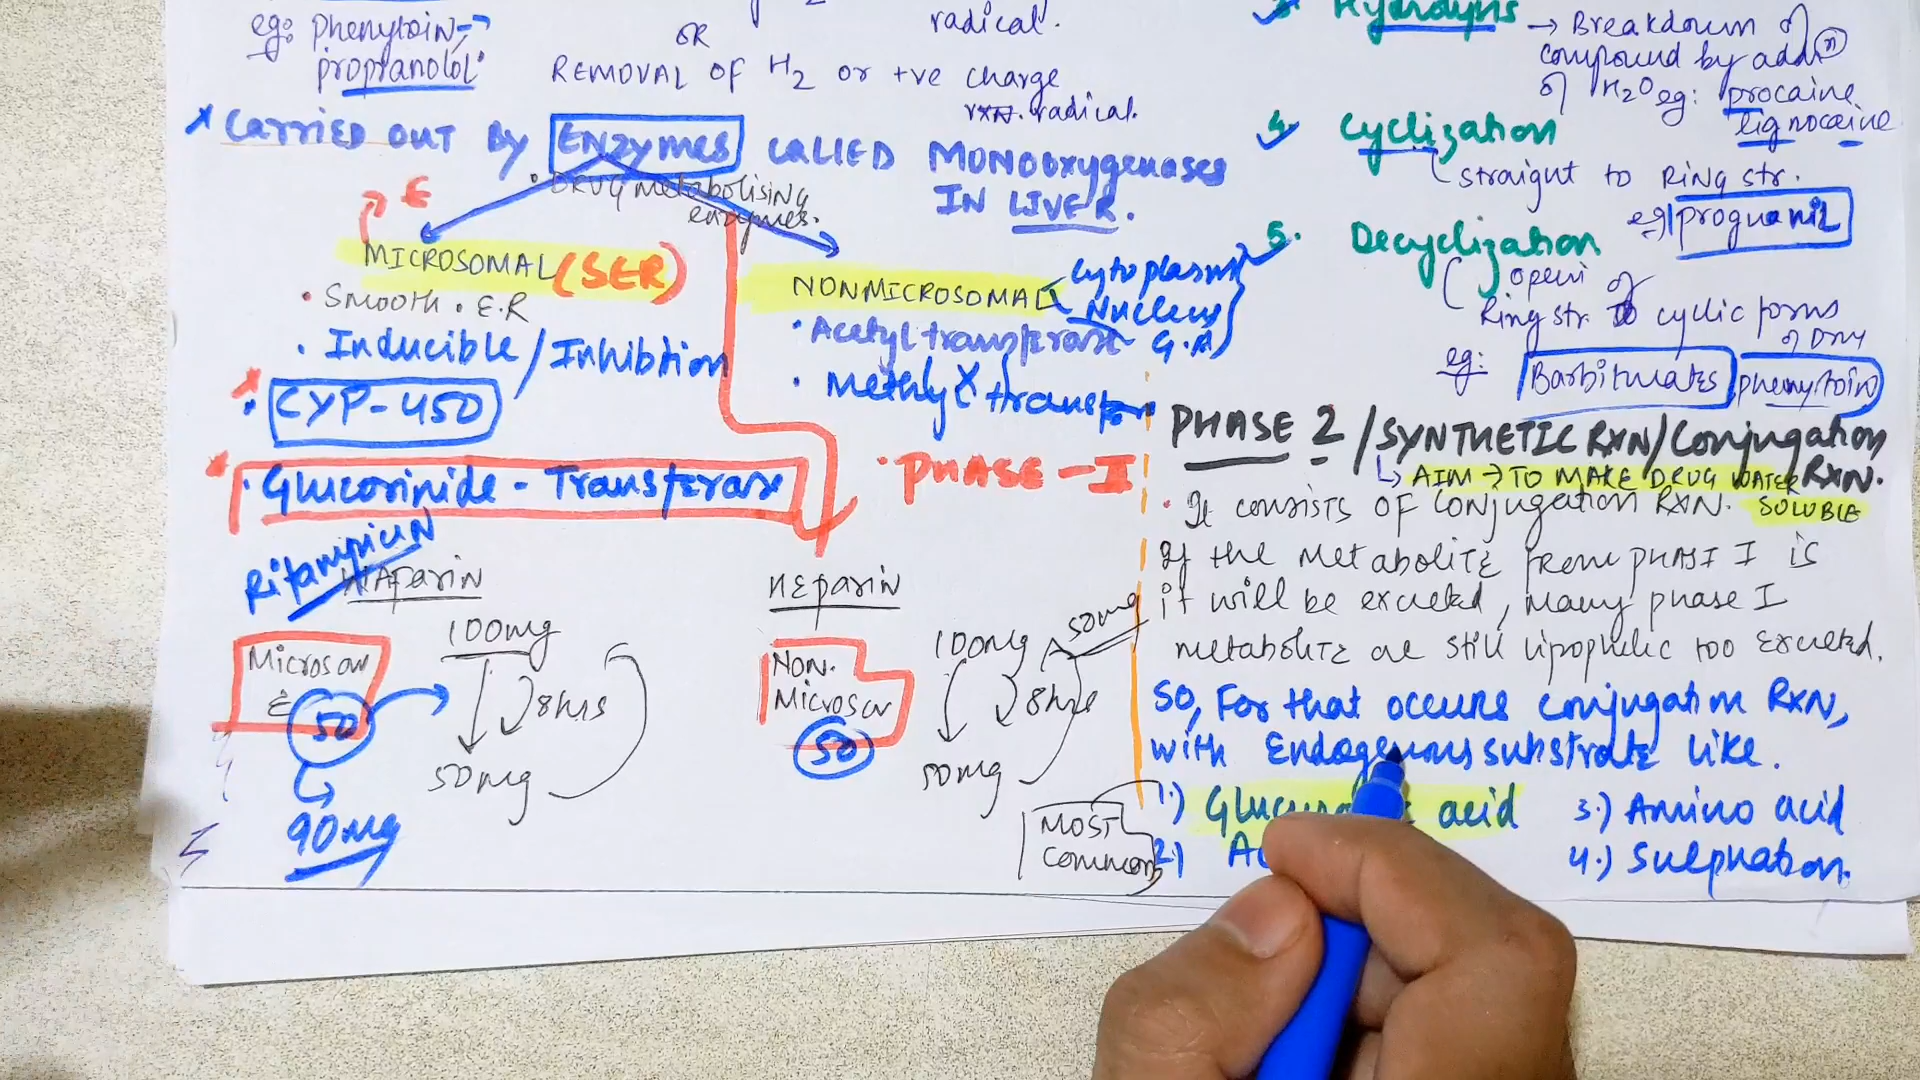 eg: phenytoin
propranolol
radical.
OR
REMOVAL OF H2 or +ve charge
rxn. radical.
CARRIED OUT By ENZYMES CALLED MONOOXYGENASES
IN LIVER.
• DRUG metabolising
enzymes.
E
MICROSOMAL (SER)
• Smooth. E.R
. Inducible/Inhibition
CYP-450
Glucorinide - Transferase
NONMICROSOMAL
Cytoplasm
Nucleus
• Acetyl transferase
G.A
• Methyl transfer
• PHASE - I
Rifampicin
WARFARIN
Microsom
E
50
90mg
100mg
8hrs
50mg
HEPARIN
NON.
Microsom
50
100mg
50mg
8hrs
50mg
3 Hydrolysis → Breakdown of
compound by addn
of H2O eg: procaine
lignocaine
4. Cyclization
straight to Ring str.
eg proguanil
5. Decyclization
open of
Ring str. to cyclic forms
of Drug
eg: Barbiturates phenytoin
PHASE 2 / SYNTHETIC RXN/Conjugation
RXN.
AIM → TO MAKE DRUG WATER
SOLUBLE
• It consists OF conjugation RXN.
If the Metabolite from PHASE I is
it will be excreted, Many phase I
metabolite are still lipophilic too Excreted.
SO, For that occurs conjugation RXN,
with Endogenous substrate like.
MOST
Common
1.) acid
2.)
3.) Amino acid
4.) Sulphation.